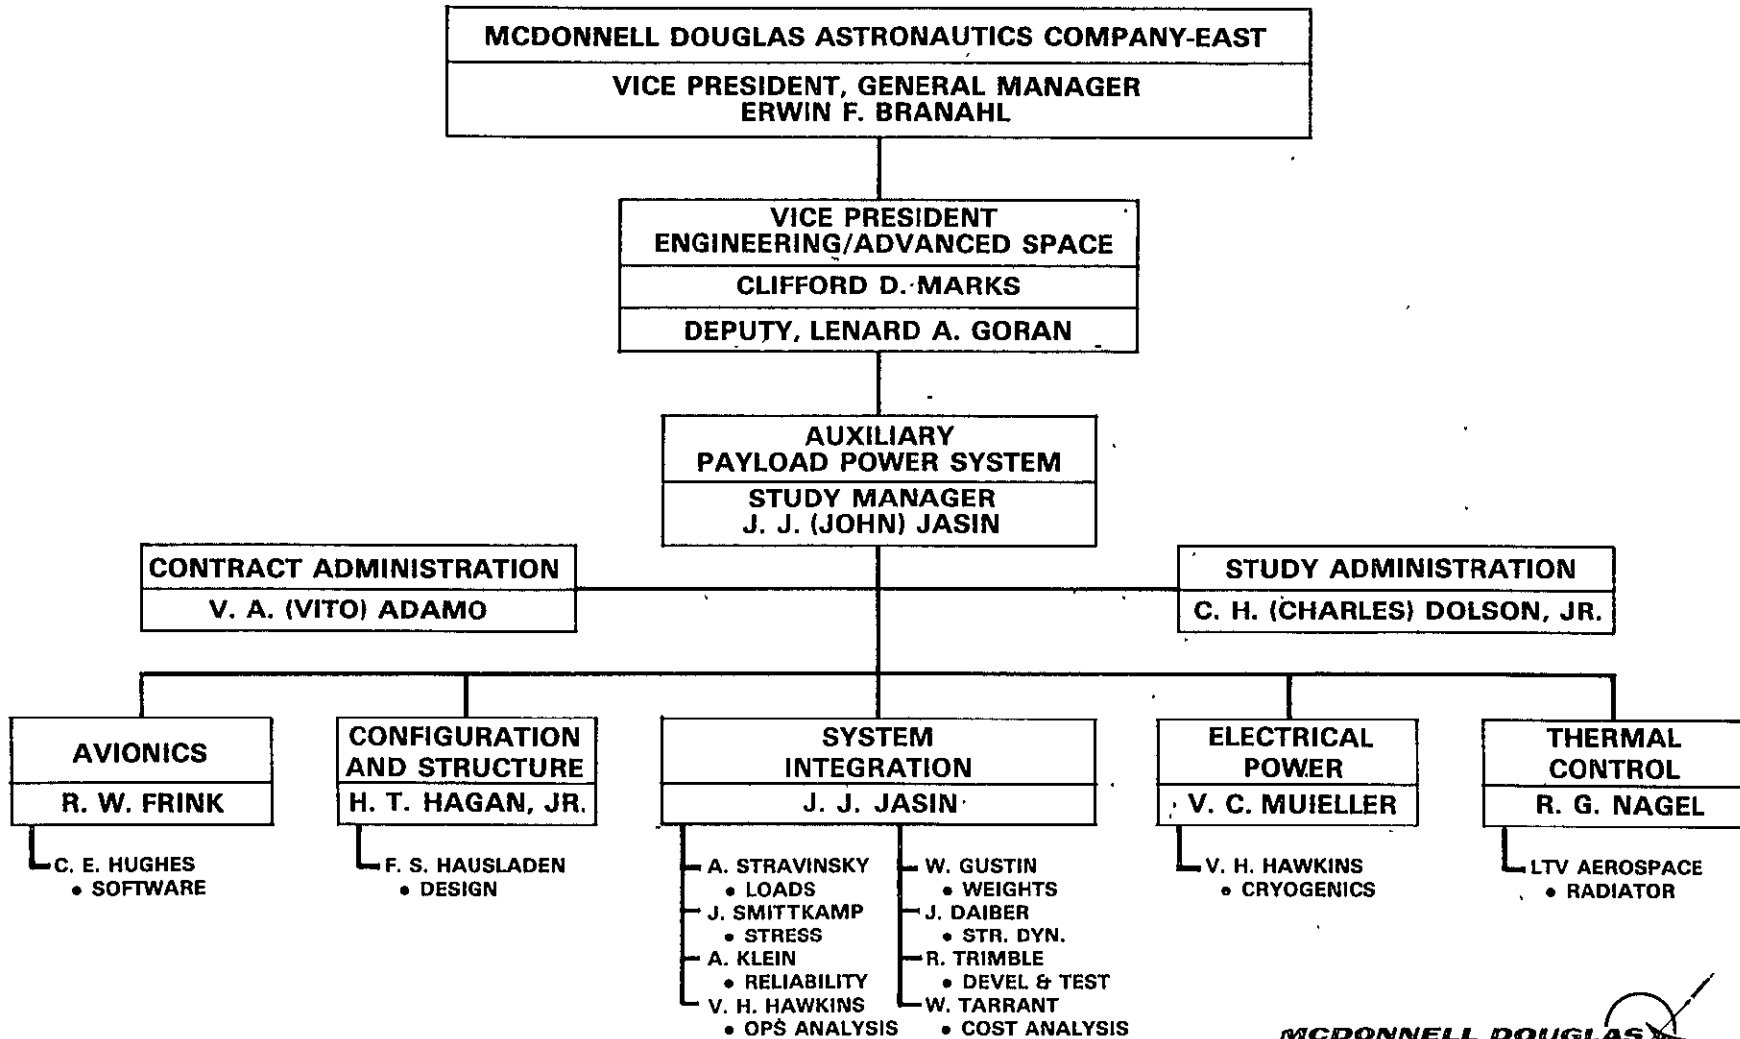 MCDONNELL DOUGLAS ASTRONAUTICS COMPANY-EAST
VICE PRESIDENT, GENERAL MANAGER
ERWIN F. BRANAHL
VICE PRESIDENT
ENGINEERING/ADVANCED SPACE
CLIFFORD D. MARKS
DEPUTY, LENARD A. GORAN
AUXILIARY
PAYLOAD POWER SYSTEM
STUDY MANAGER
J. J. (JOHN) JASIN
CONTRACT ADMINISTRATION
V. A. (VITO) ADAMO
STUDY ADMINISTRATION
C. H. (CHARLES) DOLSON, JR.
AVIONICS
R. W. FRINK
C. E. HUGHES
• SOFTWARE
CONFIGURATION
AND STRUCTURE
H. T. HAGAN, JR.
F. S. HAUSLADEN
• DESIGN
SYSTEM
INTEGRATION
J. J. JASIN
A. STRAVINSKY
• LOADS
J. SMITTKAMP
• STRESS
A. KLEIN
• RELIABILITY
V. H. HAWKINS
• OPS ANALYSIS
W. GUSTIN
• WEIGHTS
J. DAIBER
• STR. DYN.
R. TRIMBLE
• DEVEL & TEST
W. TARRANT
• COST ANALYSIS
ELECTRICAL
POWER
V. C. MUIELLER
V. H. HAWKINS
• CRYOGENICS
THERMAL
CONTROL
R. G. NAGEL
LTV AEROSPACE
• RADIATOR
MCDONNELL DOUGLAS